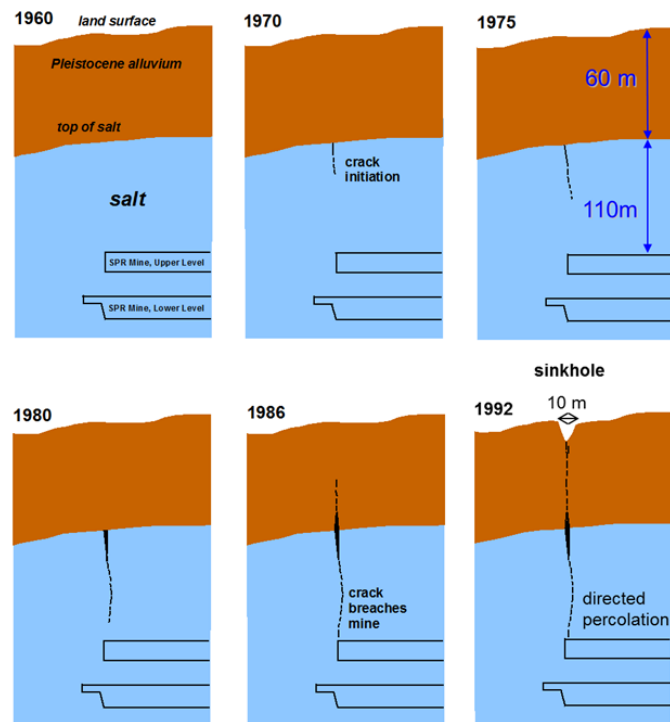 1960
land surface
Pleistocene alluvium
top of salt
salt
SPR Mine, Upper Level
SPR Mine, Lower Level
1970
crack
initiation
1975
60 m
110m
1980
1986
crack
breaches
mine
sinkhole
1992
10 m
directed
percolation